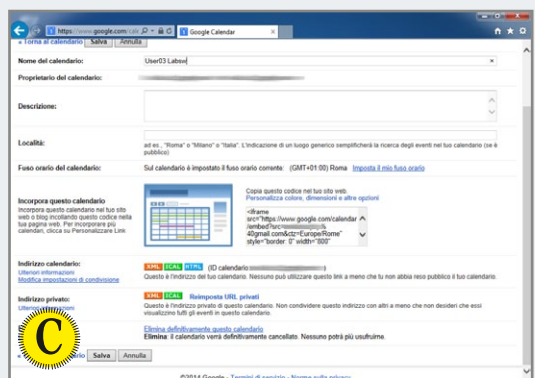 https://www.google.com/cale
Google Calendar
« Torna al calendario Salva Annulla
Nome del calendario: User03 Labsw
Proprietario del calendario:
Descrizione:
Località:
ad es., "Roma" o "Milano" o "Italia". L'indicazione di un luogo generico semplificherà la ricerca degli eventi nel tuo calendario (se è
pubblico)
Fuso orario del calendario: Sul calendario è impostato il fuso orario corrente: (GMT+01:00) Roma Imposta il mio fuso orario
Incorpora questo calendario
Incorpora questo calendario nel tuo sito
web o blog incollando questo codice nella
tua pagina web. Per incorporare più
calendari, clicca su Personalizzare Link
Copia questo codice nel tuo sito web.
Personalizza colore, dimensioni e altre opzioni
<iframe
src="https://www.google.com/calendar
/embed?src=
40gmail.com&ctz=Europe/Rome"
style="border: 0" width="800"
Indirizzo calendario:
Ulteriori informazioni
Modifica impostazioni di condivisione
XML ICAL HTML (ID calendario
Questo è l'indirizzo del tuo calendario. Nessuno può utilizzare questo link a meno che tu non abbia reso pubblico il tuo calendario.
Indirizzo privato:
Ulteriori
XML ICAL Reimposta URL privati
Questo è l'indirizzo privato di questo calendario. Non condividere questo indirizzo con altri a meno che non desideri che essi
visualizzino tutti gli eventi in questo calendario.
Elimina definitivamente questo calendario
Elimina: il calendario verrà definitivamente cancellato. Nessuno potrà più usufruirne.
C
Salva Annulla
©2014 Google - Termini di servizio - Norme sulla privacy